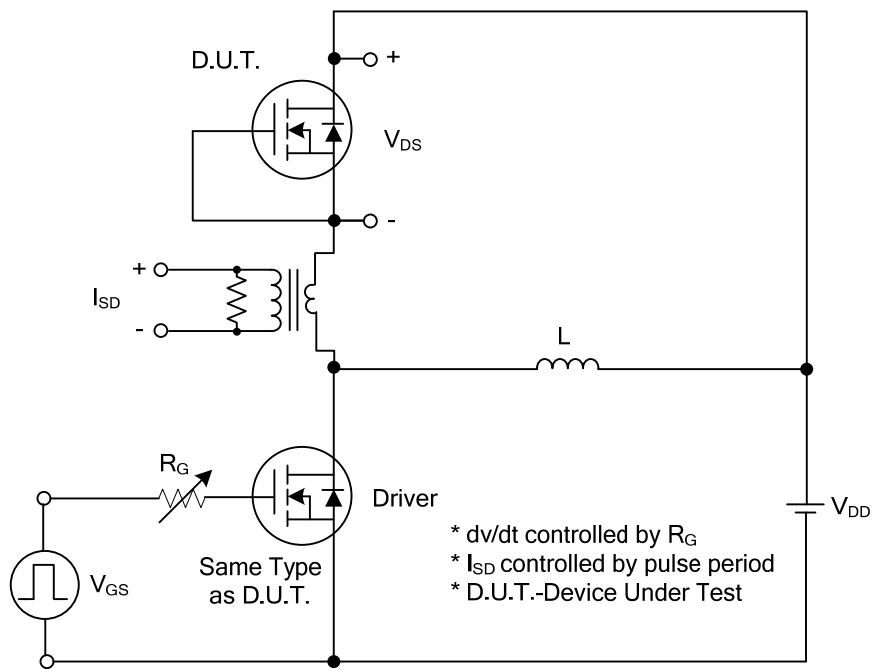 D.U.T.
+
VDS
-
+
ISD
-
L
RG
Driver
VDD
VGS
Same Type
as D.U.T.
* dv/dt controlled by RG
* ISD controlled by pulse period
* D.U.T.-Device Under Test